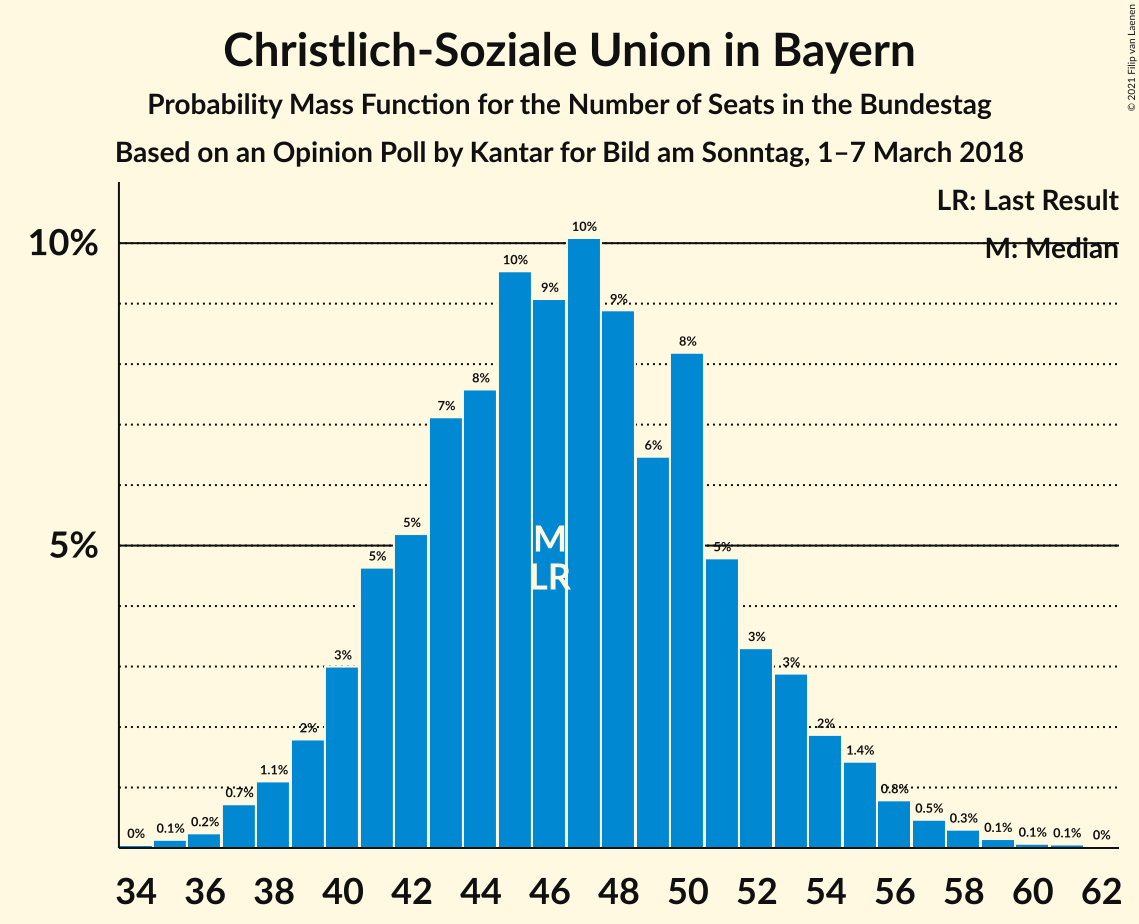 Christlich-Soziale Union in Bayern
Probability Mass Function for the Number of Seats in the Bundestag
Based on an Opinion Poll by Kantar for Bild am Sonntag, 1–7 March 2018
© 2021 Filip van Laenen
LR: Last Result
M: Median
10%
5%
0% 0.1% 0.2% 0.7% 1.1% 2% 3% 5% 5% 7% 8% 10% 9% 10% 9% 6% 8% 5% 3% 3% 2% 1.4% 0.8% 0.5% 0.3% 0.1% 0.1% 0.1% 0%
M
LR
34 36 38 40 42 44 46 48 50 52 54 56 58 60 62